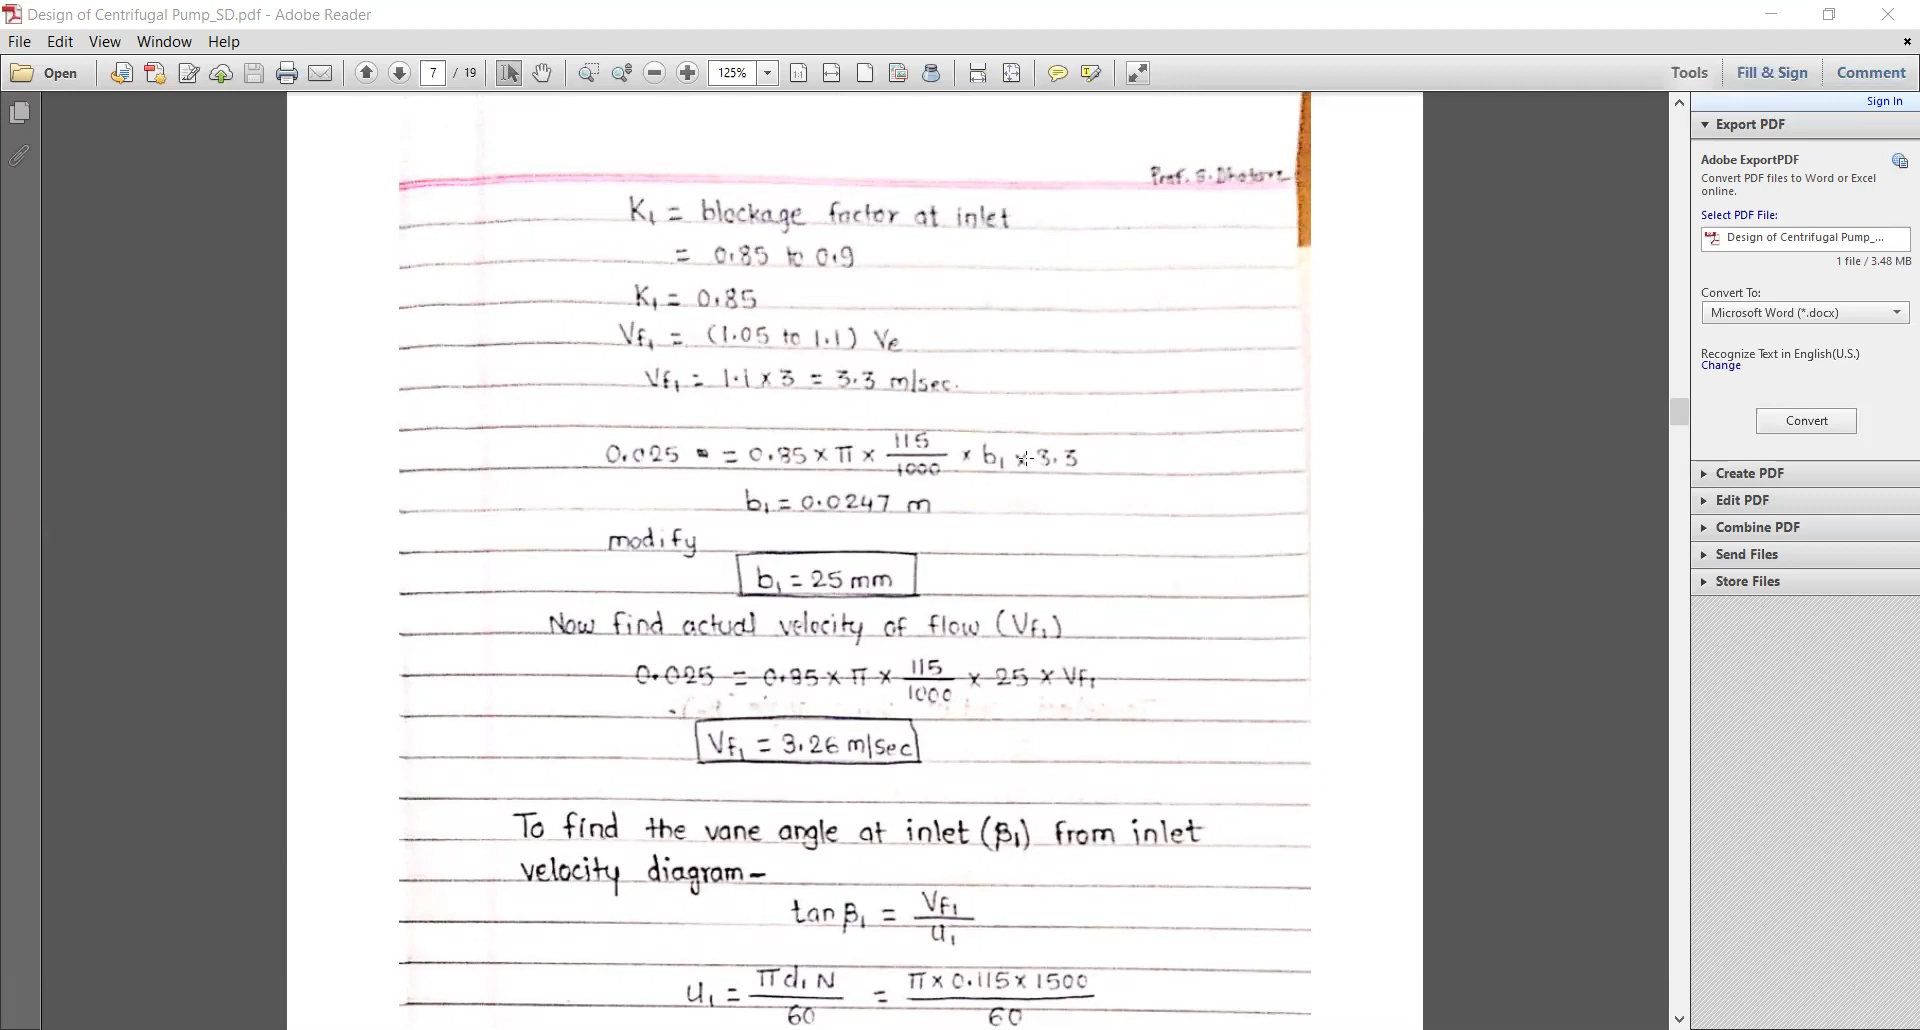 Design of Centrifugal Pump_SD.pdf - Adobe Reader
File Edit View Window Help
Open 7 / 19 125% Tools Fill & Sign Comment
Sign In
Export PDF
Adobe ExportPDF
Convert PDF files to Word or Excel
online.
Select PDF File:
Design of Centrifugal Pump_...
1 file / 3.48 MB
Convert To:
Microsoft Word (*.docx)
Recognize Text in English(U.S.)
Change
Convert
Create PDF
Edit PDF
Combine PDF
Send Files
Store Files
Prof. S. Dhotare
K₁ = blockage factor at inlet
= 0.85 to 0.9
K₁ = 0.85
Vf₁ = (1.05 to 1.1) Ve
Vf₁ = 1.1 × 3 = 3.3 m/sec.
0.025 = 0.85 × π × 115/1000 × b₁ × 3.3
b₁ = 0.0247 m
modify
b₁ = 25 mm
Now find actual velocity of flow (Vf₁)
0.025 = 0.85 × π × 115/1000 × 25 × Vf₁
Vf₁ = 3.26 m/sec
To find the vane angle at inlet (β₁) from inlet
velocity diagram -
tan β₁ = Vf₁/u₁
u₁ = πd₁N/60 = π × 0.115 × 1500/60